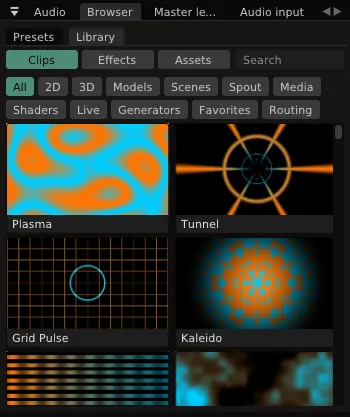 Audio Browser Master le... Audio input
Presets Library
Clips Effects Assets Search
All 2D 3D Models Scenes Spout Media
Shaders Live Generators Favorites Routing
Plasma Tunnel
Grid Pulse Kaleido